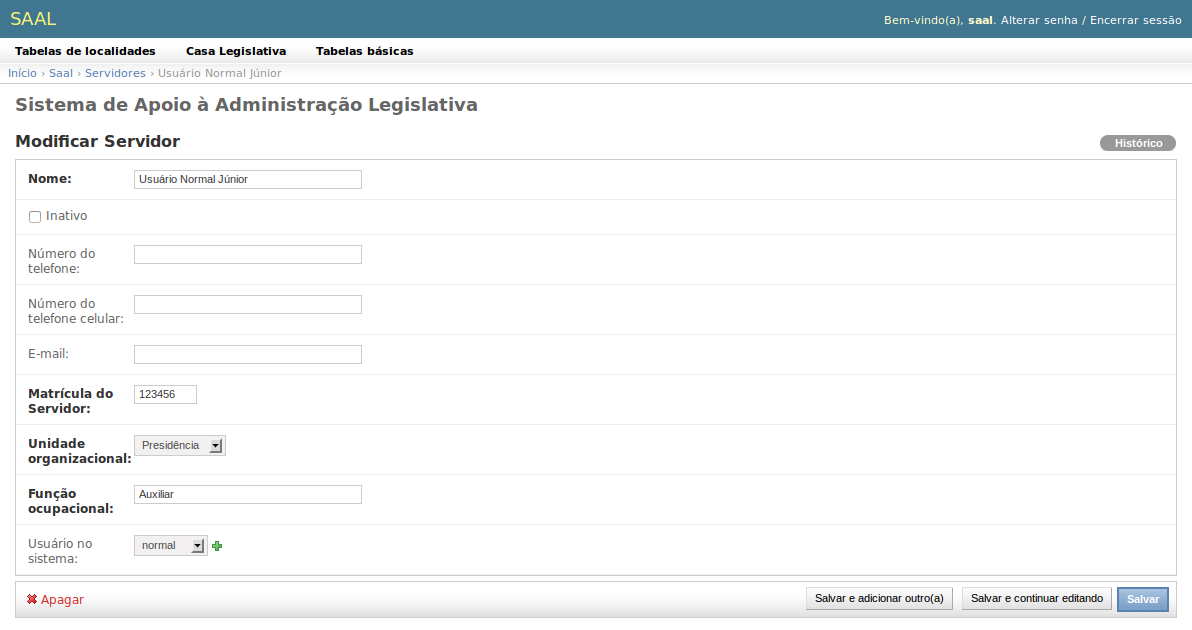 SAAL
Bem-vindo(a), saal. Alterar senha / Encerrar sessão
Tabelas de localidades Casa Legislativa Tabelas básicas
Início › Saal › Servidores › Usuário Normal Júnior
Sistema de Apoio à Administração Legislativa
Modificar Servidor
Histórico
Nome: Usuário Normal Júnior
Inativo
Número do
telefone:
Número do
telefone celular:
E-mail:
Matrícula do
Servidor: 123456
Unidade
organizacional: Presidência
Função
ocupacional: Auxiliar
Usuário no
sistema: normal
Apagar
Salvar e adicionar outro(a) Salvar e continuar editando Salvar